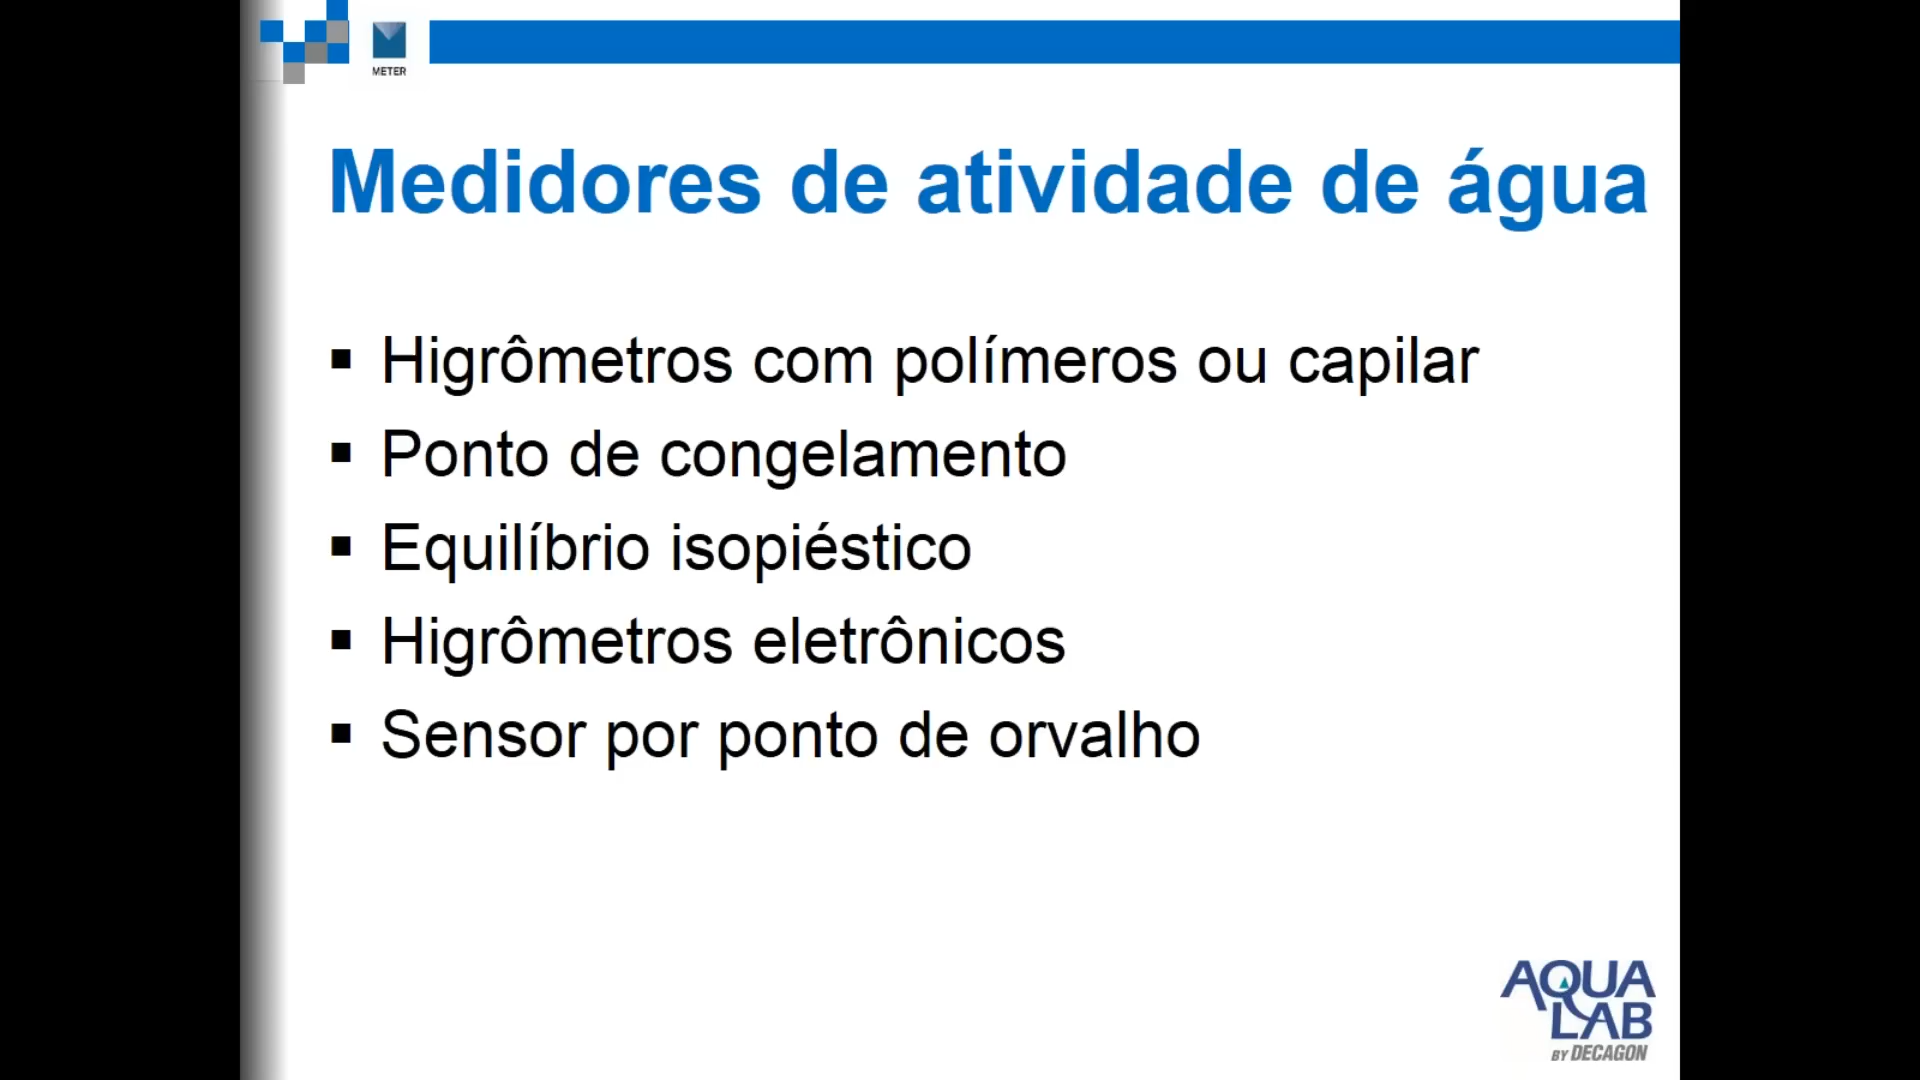 METER
Medidores de atividade de água
▪ Higrômetros com polímeros ou capilar
▪ Ponto de congelamento
▪ Equilíbrio isopiéstico
▪ Higrômetros eletrônicos
▪ Sensor por ponto de orvalho
AQUA
LAB
BY DECAGON